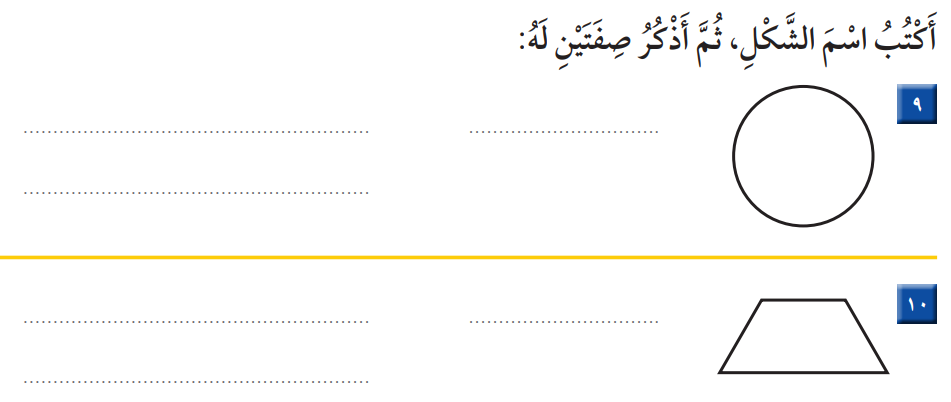 أَكْتُبُ اسْمَ الشَّكْلِ، ثُمَّ أَذْكُرُ صِفَتَيْنِ لَهُ:
٩
١٠